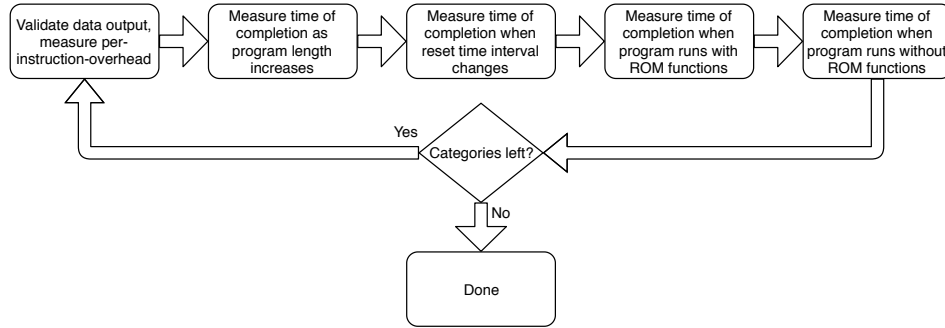 Validate data output,
measure per-
instruction-overhead
Measure time of
completion as
program length
increases
Measure time of
completion when
reset time interval
changes
Measure time of
completion when
program runs with
ROM functions
Measure time of
completion when
program runs without
ROM functions
Yes
Categories left?
No
Done